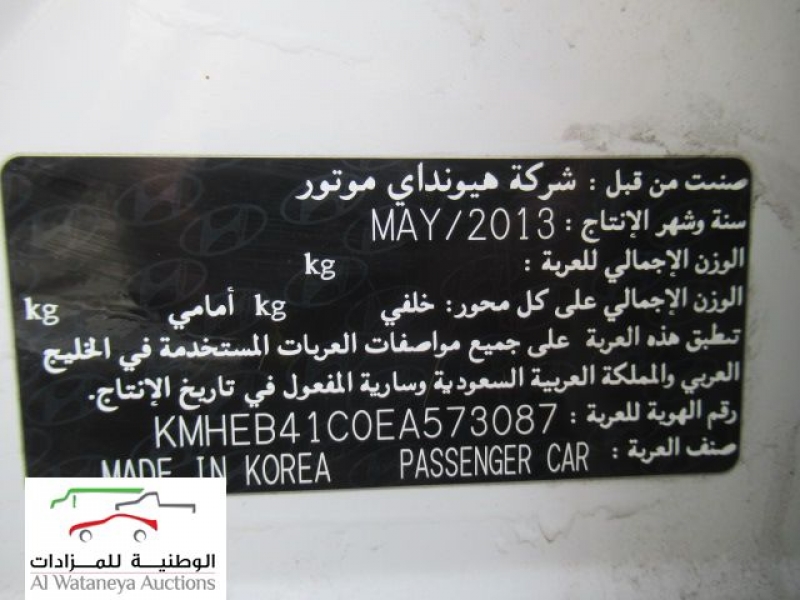 صنعت من قبل : شركة هيونداي موتور
سنة وشهر الإنتاج : MAY/2013
الوزن الإجمالي للعربة : kg
الوزن الإجمالي على كل محور: خلفي kg أمامي kg
تنطبق هذه العربة على جميع مواصفات العربات المستخدمة في الخليج
العربي والمملكة العربية السعودية وسارية المفعول في تاريخ الإنتاج.
رقم الهوية للعربة : KMHEB41C0EA573087
صنف العربة : PASSENGER CAR MADE IN KOREA
الوطنية للمزادات
Al Wataneya Auctions